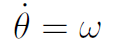 θ̇ = ω